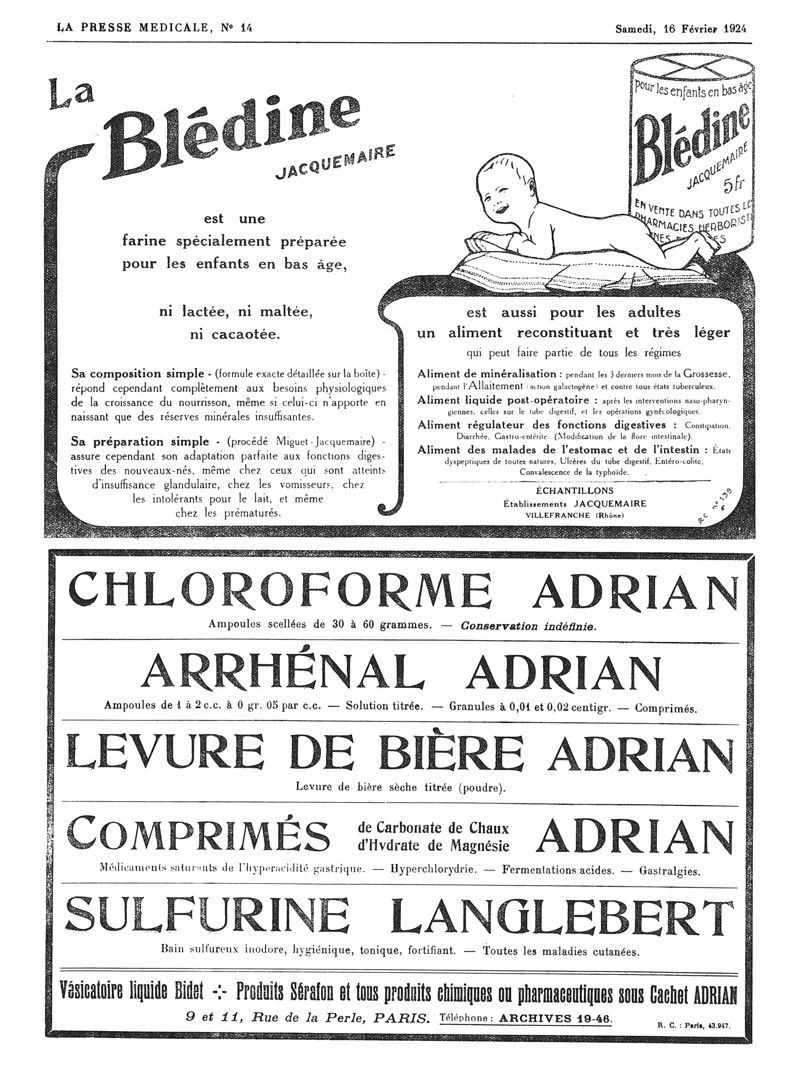 LA PRESSE MEDICALE, N° 14
Samedi, 16 Février 1924
La
Blédine
JACQUEMAIRE
est une
farine spécialement préparée
pour les enfants en bas âge,
ni lactée, ni maltée,
ni cacaotée.
Sa composition simple - (formule exacte détaillée sur la boîte) -
répond cependant complètement aux besoins physiologiques
de la croissance du nourrisson, même si celui-ci n'apporte en
naissant que des réserves minérales insuffisantes.
Sa préparation simple - (procédé Miguet-Jacquemaire) -
assure cependant son adaptation parfaite aux fonctions diges-
tives des nouveaux-nés, même chez ceux qui sont atteints
d'insuffisance glandulaire, chez les vomisseurs, chez
les intolérants pour le lait, et même
chez les prématurés.
pour les enfants en bas âge
Blédine
JACQUEMAIRE
5fr
EN VENTE DANS TOUTES LES
PHARMACIES HERBORIST
est aussi pour les adultes
un aliment reconstituant et très léger
qui peut faire partie de tous les régimes
Aliment de minéralisation : pendant les 3 derniers mois de la Grossesse,
pendant l'Allaitement (action galactogène) et contre tous états tuberculeux.
Aliment liquide post-opératoire : après les interventions naso-pharyn-
giennes, celles sur le tube digestif, et les opérations gynécologiques.
Aliment régulateur des fonctions digestives : Constipation,
Diarrhée, Gastro-entérite. (Modification de la flore intestinale).
Aliment des malades de l'estomac et de l'intestin : États
dyspeptiques de toutes natures, Ulcères du tube digestif, Entéro-colite,
Convalescence de la typhoïde.
ÉCHANTILLONS
Établissements JACQUEMAIRE
VILLEFRANCHE (Rhône)
R.C. N° 139
CHLOROFORME ADRIAN
Ampoules scellées de 30 à 60 grammes. — Conservation indéfinie.
ARRHÉNAL ADRIAN
Ampoules de 1 à 2 c.c. à 0 gr. 05 par c.c. — Solution titrée. — Granules à 0,01 et 0,02 centigr. — Comprimés.
LEVURE DE BIÈRE ADRIAN
Levure de bière sèche titrée (poudre).
COMPRIMÉS de Carbonate de Chaux
d'Hydrate de Magnésie ADRIAN
Médicaments saturants de l'hyperacidité gastrique. — Hyperchlorydrie. — Fermentations acides. — Gastralgies.
SULFURINE LANGLEBERT
Bain sulfureux inodore, hygiénique, tonique, fortifiant. — Toutes les maladies cutanées.
Vésicatoire liquide Bidet -:- Produits Sérafon et tous produits chimiques ou pharmaceutiques sous Cachet ADRIAN
9 et 11, Rue de la Perle, PARIS. Téléphone : ARCHIVES 19-46.
R. C. : Paris, 43.947.